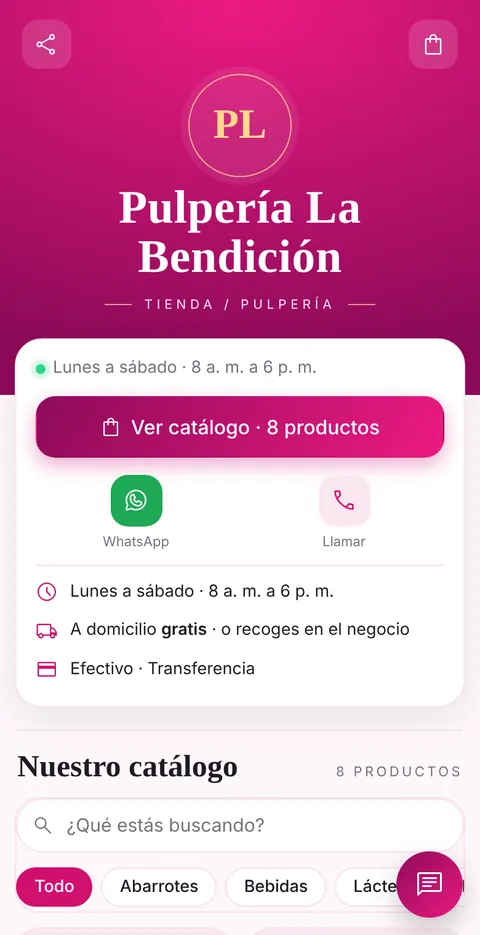 PL
Pulpería La
Bendición
TIENDA / PULPERÍA
Lunes a sábado · 8 a. m. a 6 p. m.
Ver catálogo · 8 productos
WhatsApp
Llamar
Lunes a sábado · 8 a. m. a 6 p. m.
A domicilio gratis · o recoges en el negocio
Efectivo · Transferencia
Nuestro catálogo
8 PRODUCTOS
¿Qué estás buscando?
Todo
Abarrotes
Bebidas
Lácte